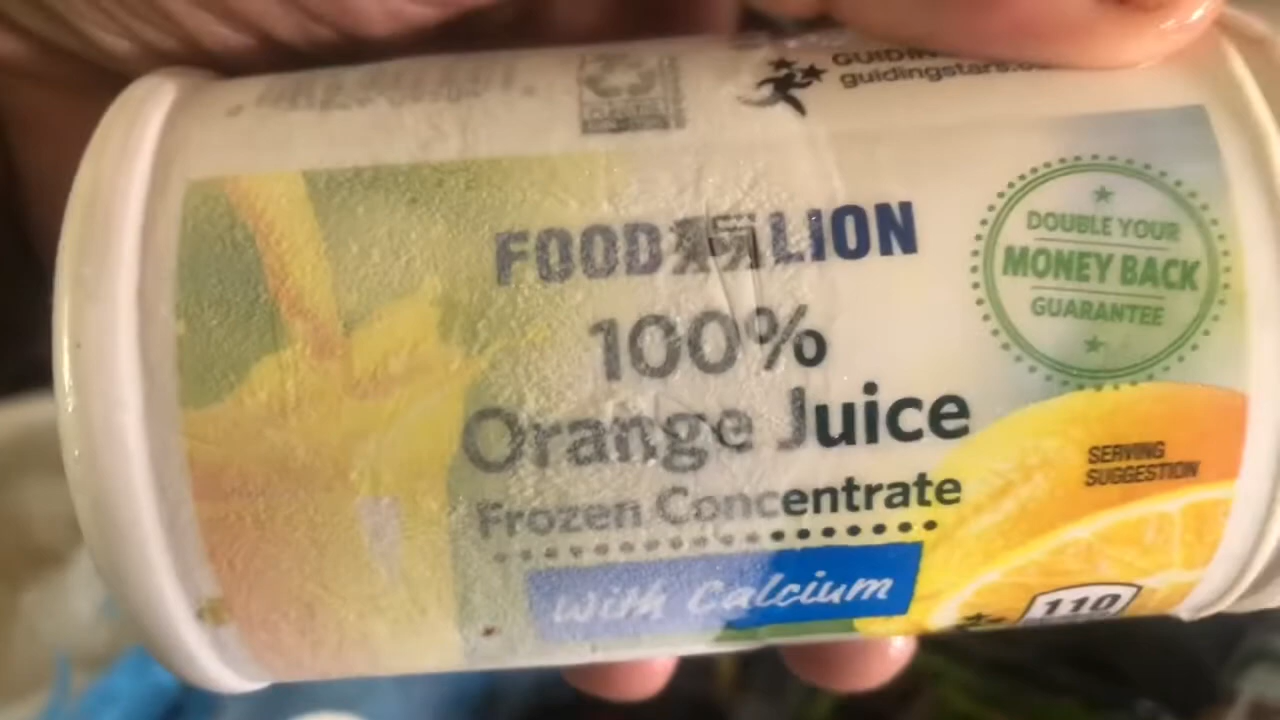 guidingstars.c
FOOD LION
100%
Orange Juice
Frozen Concentrate
with Calcium
DOUBLE YOUR
MONEY BACK
GUARANTEE
SERVING
SUGGESTION
110